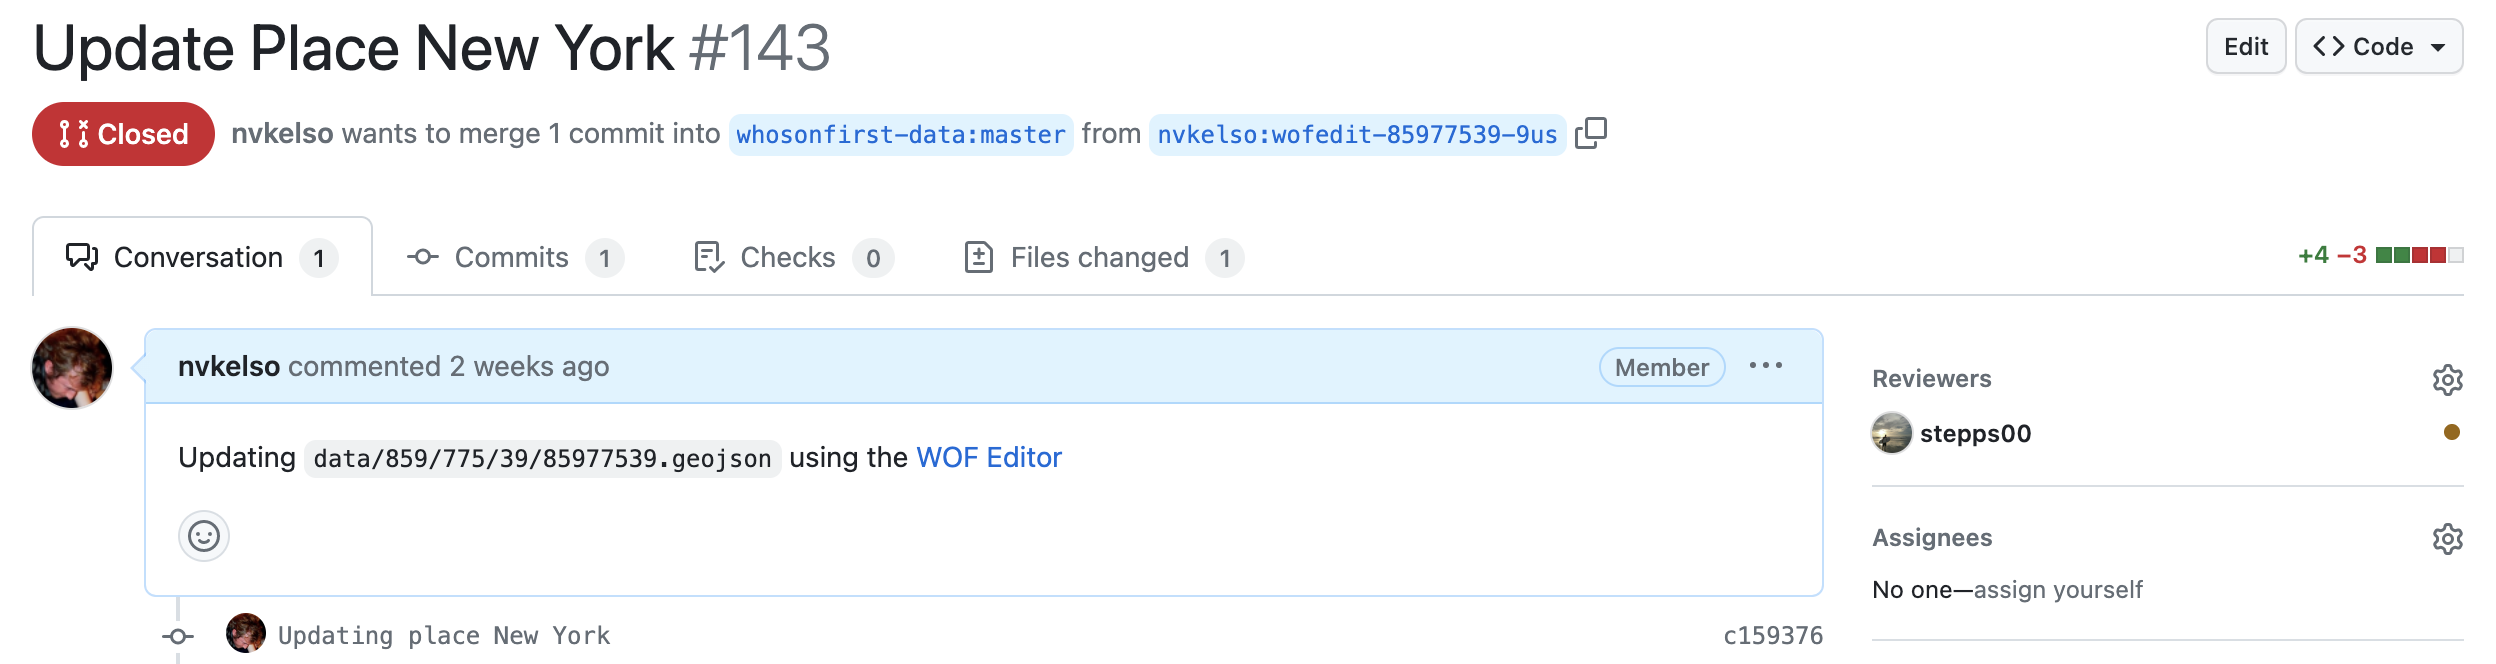 Update Place New York #143
Edit
Code
Closed
nvkelso wants to merge 1 commit into whosonfirst-data:master from nvkelso:wofedit-85977539-9us
Conversation 1
Commits 1
Checks 0
Files changed 1
+4 −3
nvkelso commented 2 weeks ago
Member
Updating data/859/775/39/85977539.geojson using the WOF Editor
Updating place New York
c159376
Reviewers
stepps00
Assignees
No one—assign yourself